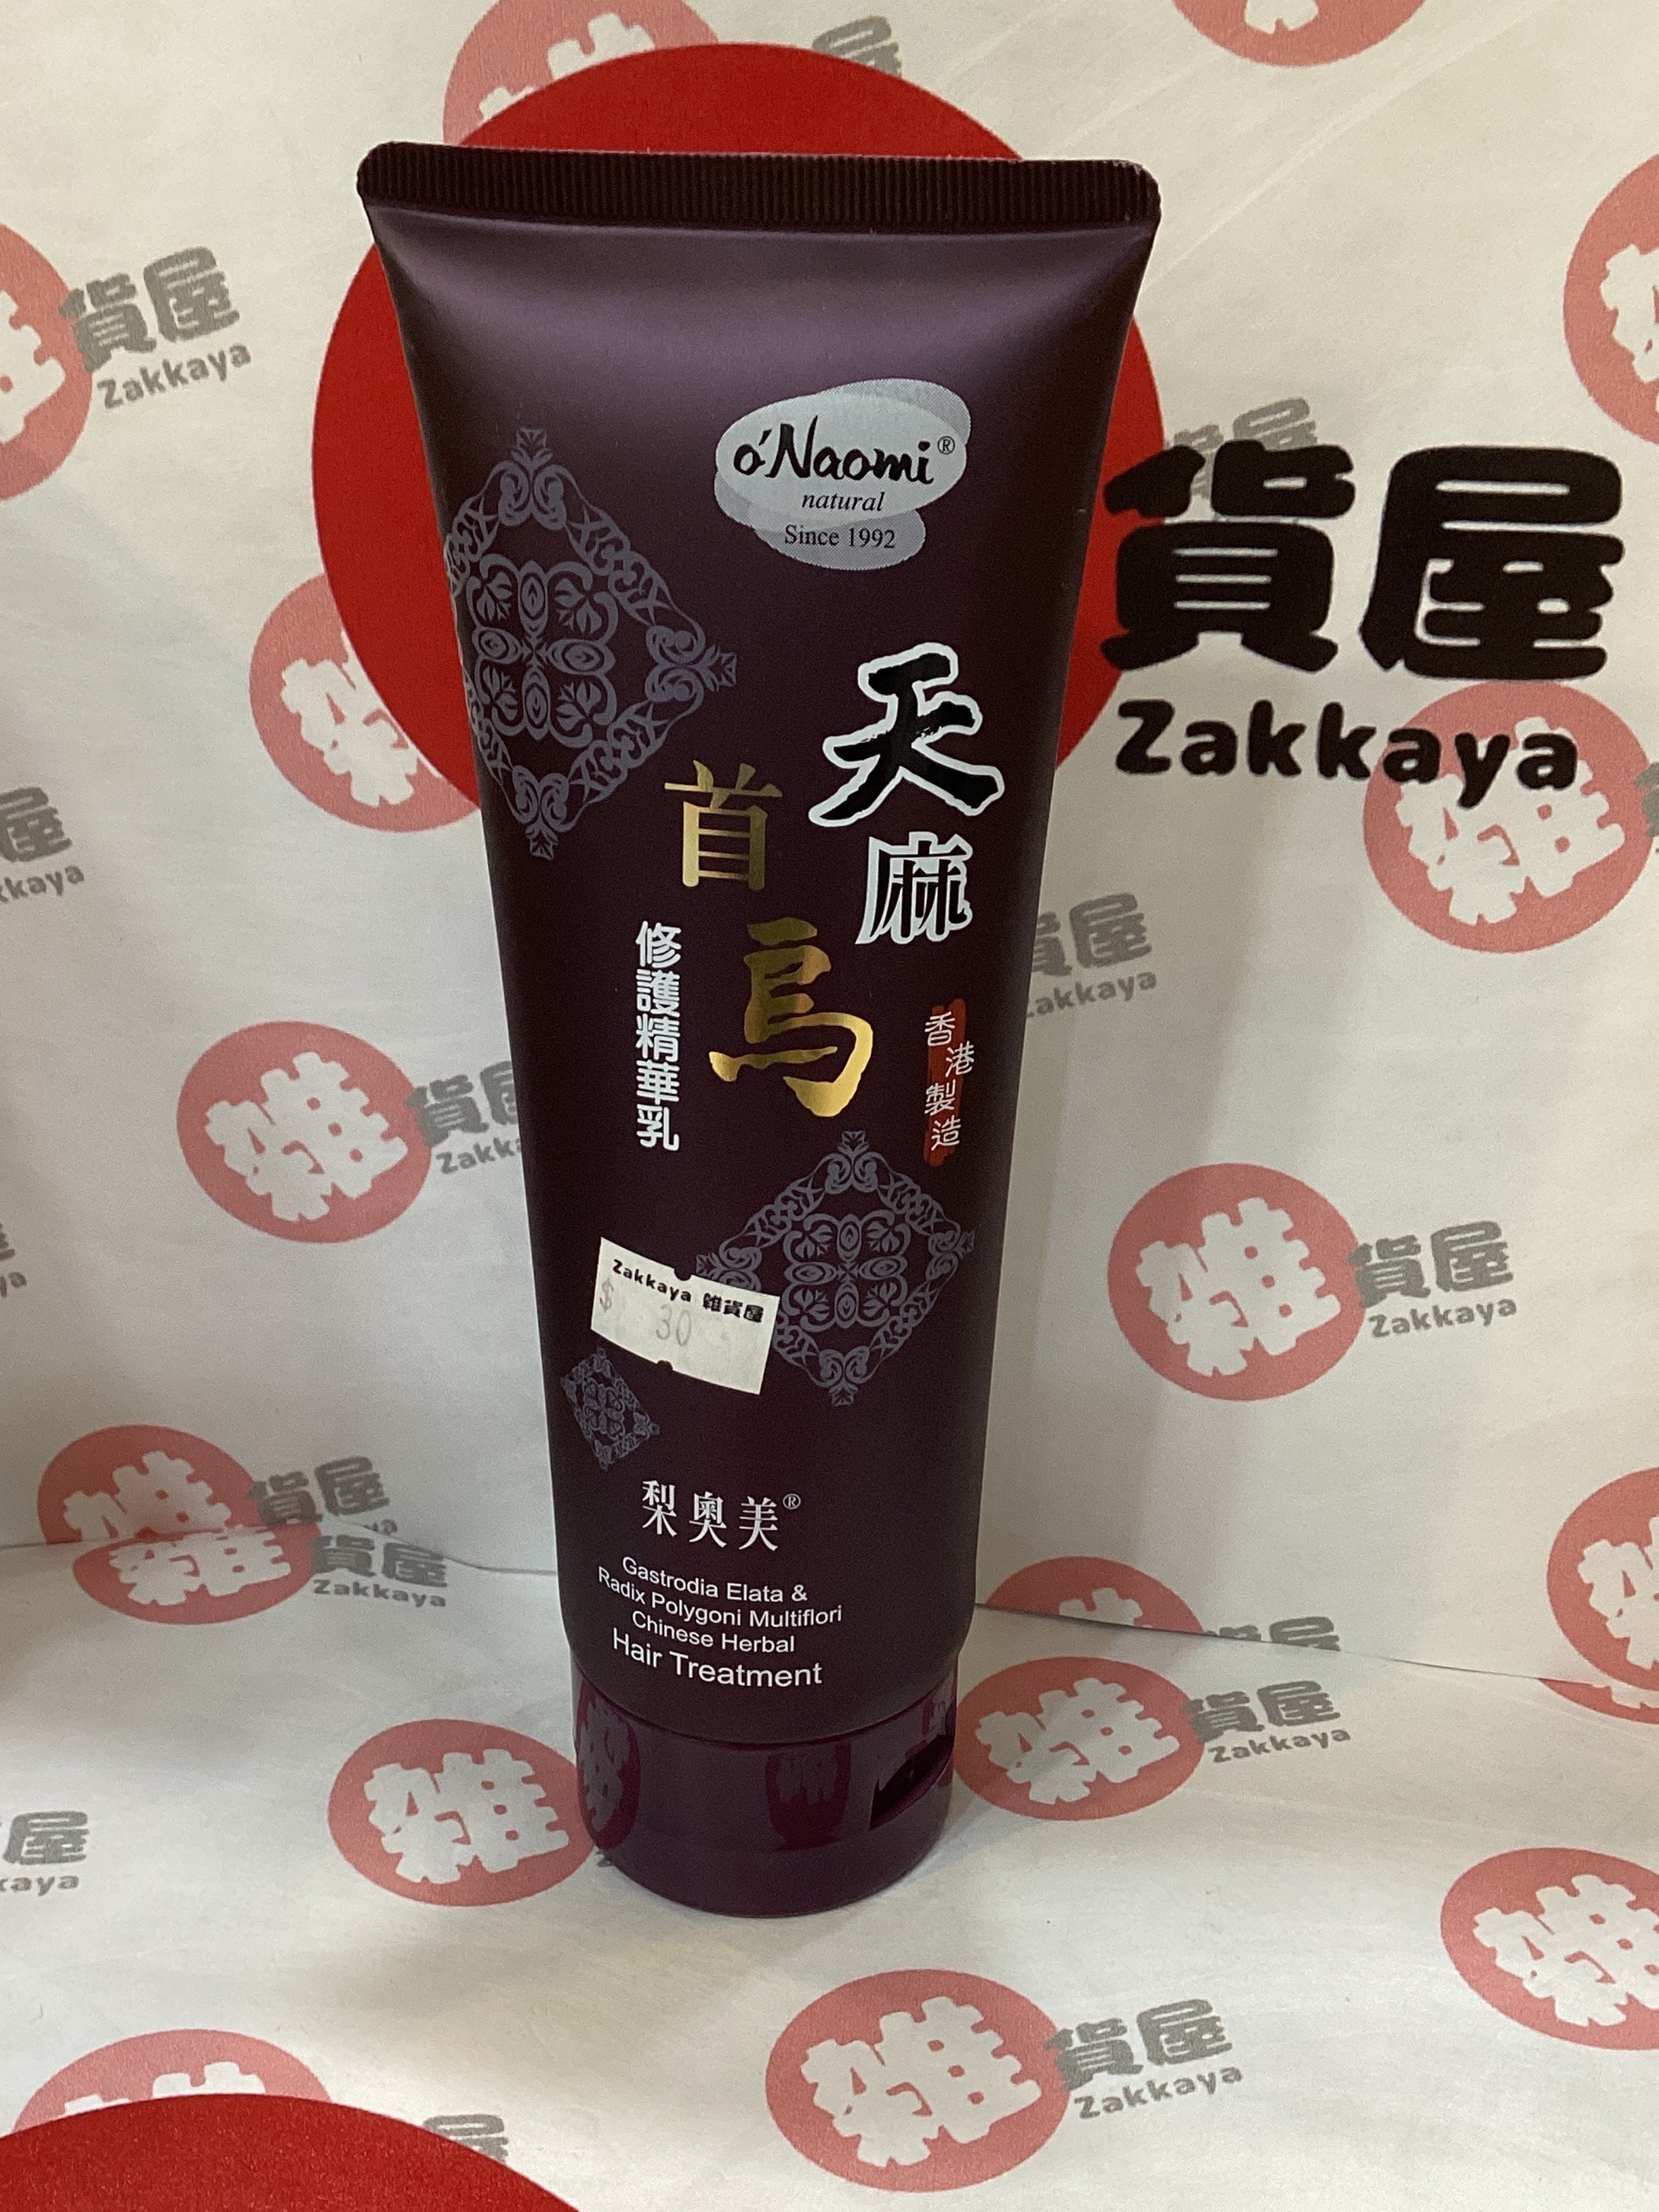 o'Naomi®
natural
Since 1992
天麻
首烏
修護精華乳
香港製造
Zakkaya 雜貨屋
$ 30
梨奧美®
Gastrodia Elata &
Radix Polygoni Multiflori
Chinese Herbal
Hair Treatment
貨屋
Zakkaya
雜貨屋
Zakkaya